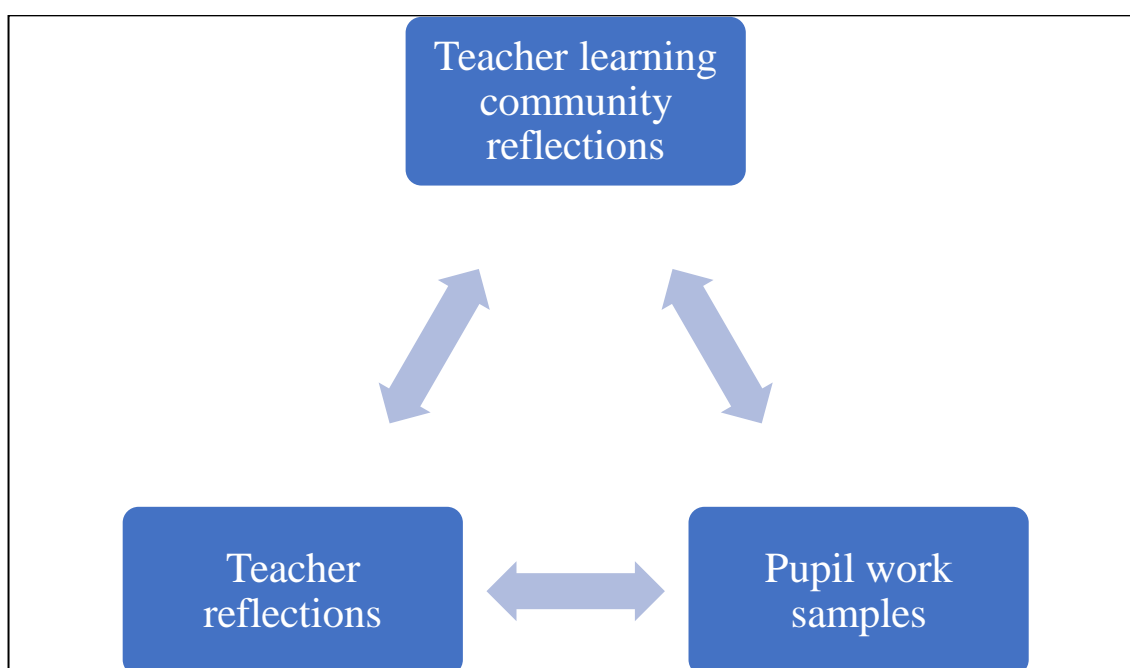 Teacher learning
community
reflections
Teacher
reflections
Pupil work
samples